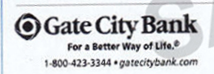 Gate City Bank
For a Better Way of Life.®
1-800-423-3344 • gatecitybank.com